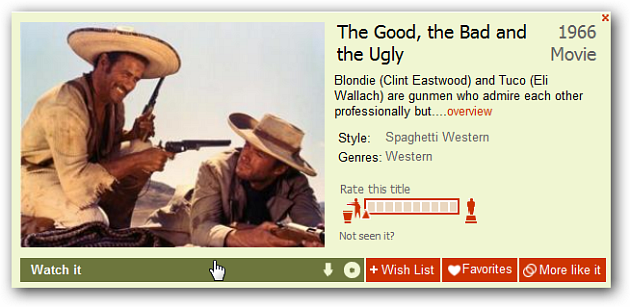 The Good, the Bad and
the Ugly
1966
Movie
Blondie (Clint Eastwood) and Tuco (Eli
Wallach) are gunmen who admire each other
professionally but....overview
Style: Spaghetti Western
Genres: Western
Rate this title
Not seen it?
Watch it
+ Wish List
Favorites
More like it